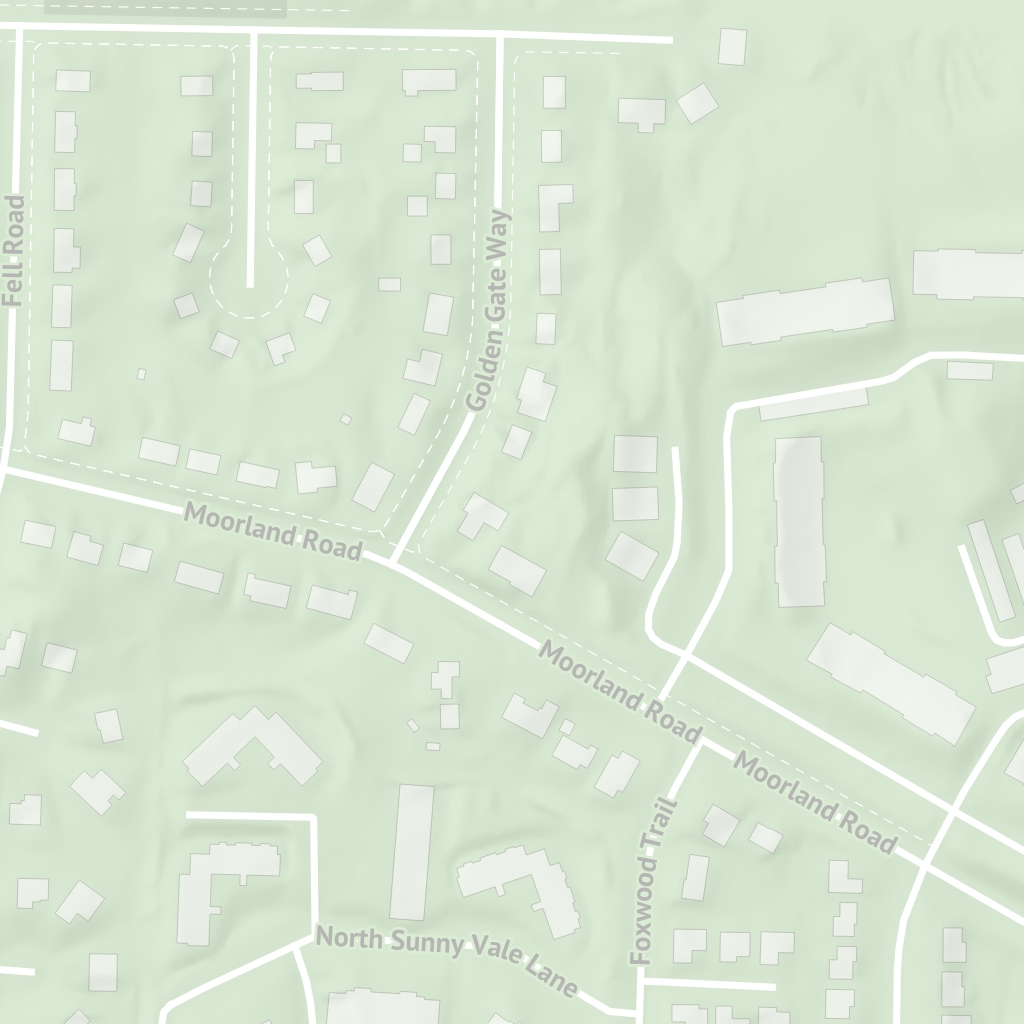 Fell Road
Golden Gate Way
Moorland Road
Moorland Road
Moorland Road
Foxwood Trail
North Sunny Vale Lane